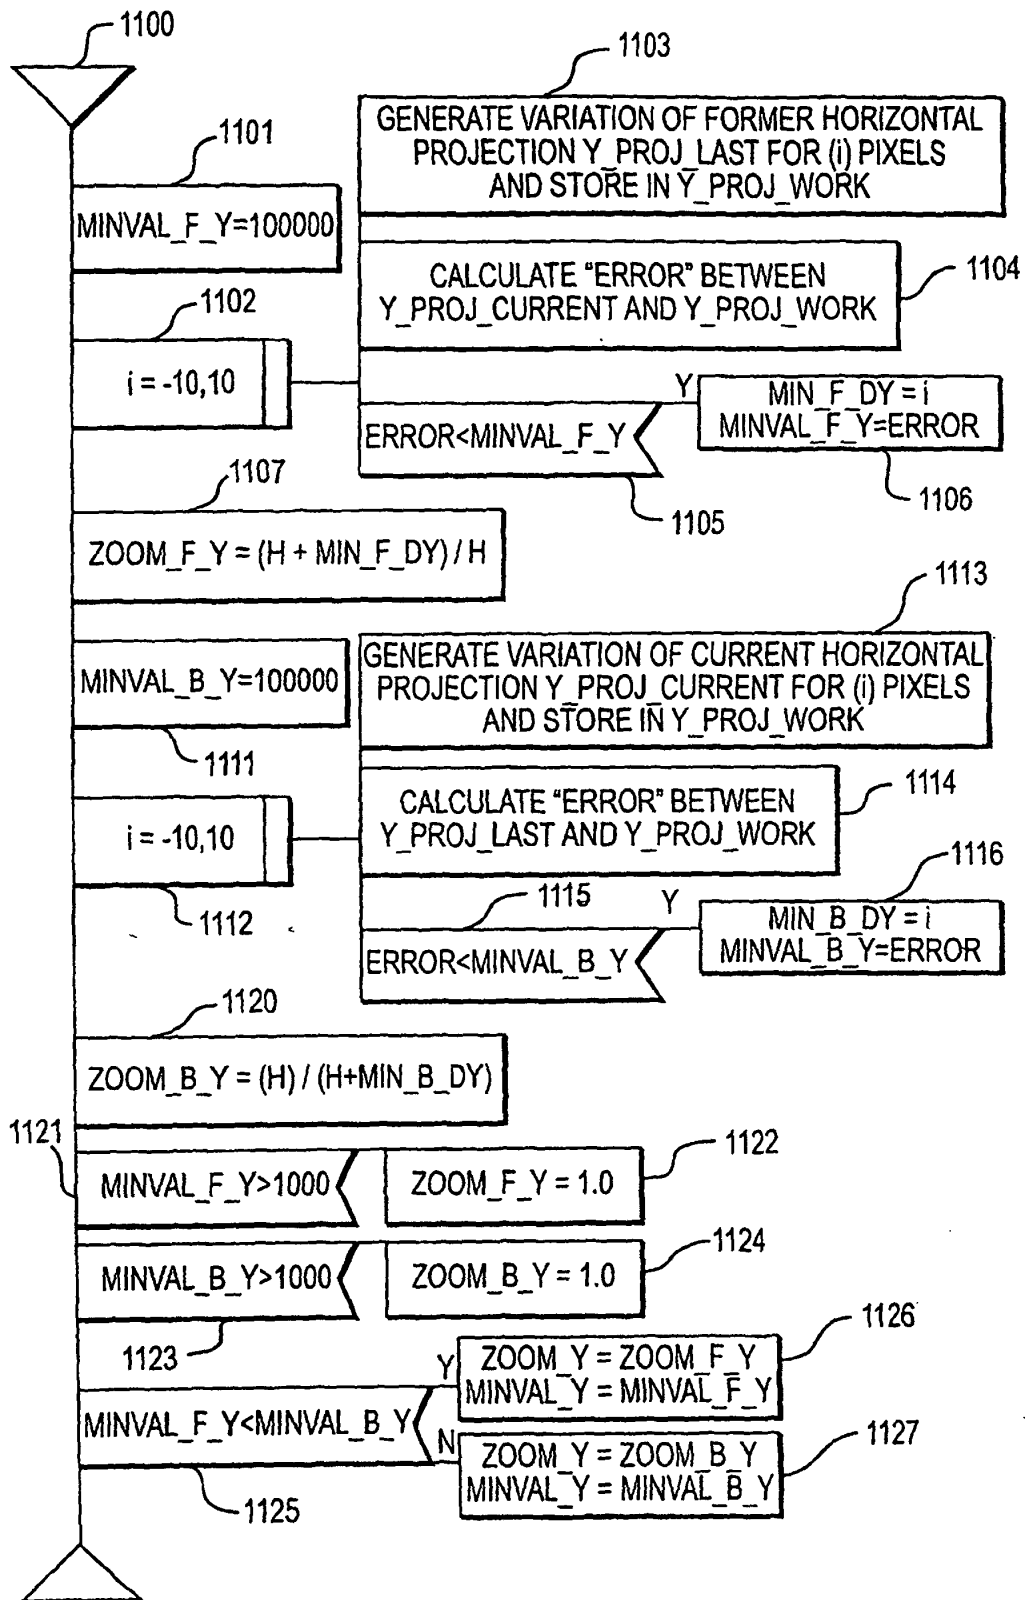 1100
1103
GENERATE VARIATION OF FORMER HORIZONTAL
PROJECTION Y_PROJ_LAST FOR (i) PIXELS
AND STORE IN Y_PROJ_WORK
1101
MINVAL_F_Y=100000
CALCULATE "ERROR" BETWEEN
Y_PROJ_CURRENT AND Y_PROJ_WORK
1104
1102
i = -10,10
ERROR<MINVAL_F_Y
Y
MIN_F_DY = i
MINVAL_F_Y=ERROR
1106
1105
1107
ZOOM_F_Y = (H + MIN_F_DY) / H
1113
GENERATE VARIATION OF CURRENT HORIZONTAL
PROJECTION Y_PROJ_CURRENT FOR (i) PIXELS
AND STORE IN Y_PROJ_WORK
MINVAL_B_Y=100000
1111
CALCULATE "ERROR" BETWEEN
Y_PROJ_LAST AND Y_PROJ_WORK
1114
i = -10,10
1112
1115
ERROR<MINVAL_B_Y
Y
1116
MIN_B_DY = i
MINVAL_B_Y=ERROR
1120
ZOOM_B_Y = (H) / (H+MIN_B_DY)
1121
MINVAL_F_Y>1000
ZOOM_F_Y = 1.0
1122
MINVAL_B_Y>1000
ZOOM_B_Y = 1.0
1124
1123
MINVAL_F_Y<MINVAL_B_Y
Y
ZOOM_Y = ZOOM_F_Y
MINVAL_Y = MINVAL_F_Y
1126
N
ZOOM_Y = ZOOM_B_Y
MINVAL_Y = MINVAL_B_Y
1127
1125